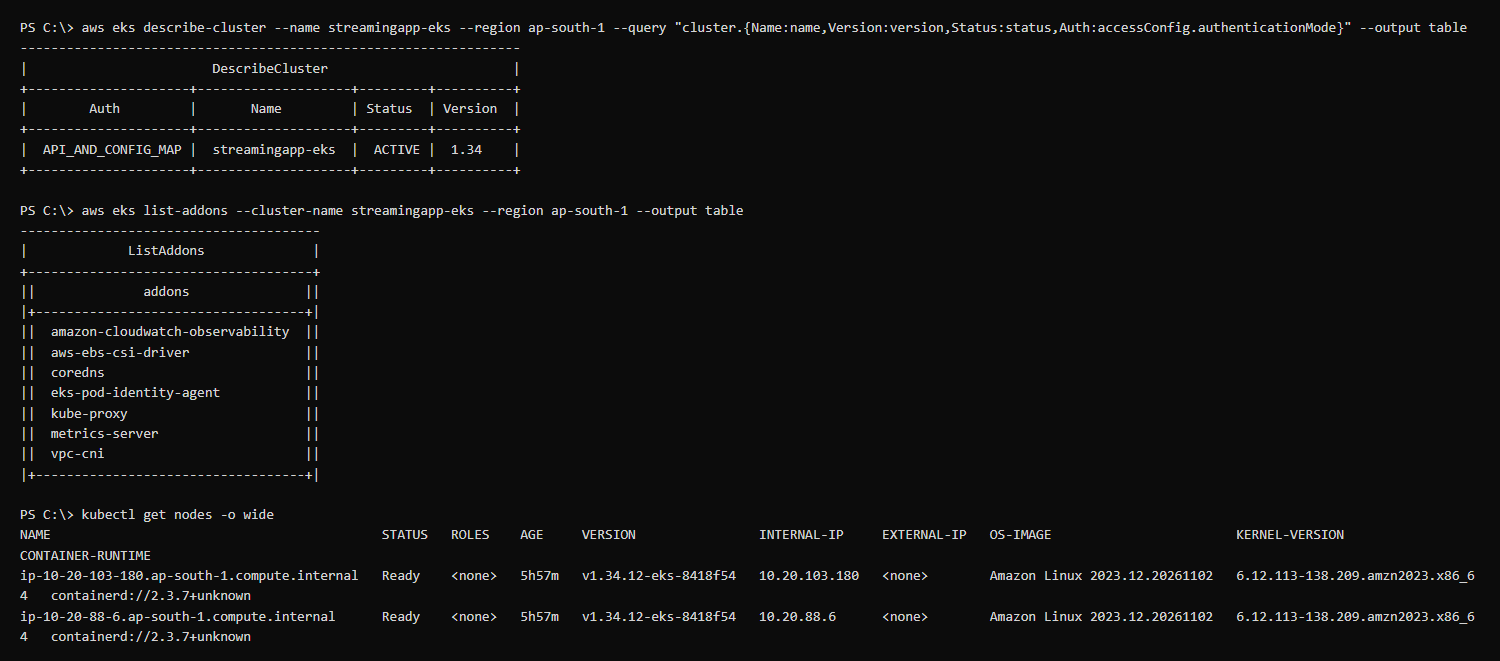 PS C:\> aws eks describe-cluster --name streamingapp-eks --region ap-south-1 --query "cluster.{Name:name,Version:version,Status:status,Auth:accessConfig.authenticationMode}" --output table
-----------------------------------------------------------------
|                        DescribeCluster                        |
+---------------------+--------------------+---------+----------+
|        Auth         |       Name         | Status  | Version  |
+---------------------+--------------------+---------+----------+
|  API_AND_CONFIG_MAP |  streamingapp-eks  |  ACTIVE |  1.34    |
+---------------------+--------------------+---------+----------+
PS C:\> aws eks list-addons --cluster-name streamingapp-eks --region ap-south-1 --output table
---------------------------------------
|             ListAddons              |
+-------------------------------------+
||              addons               ||
|+-----------------------------------+|
||  amazon-cloudwatch-observability  ||
||  aws-ebs-csi-driver               ||
||  coredns                          ||
||  eks-pod-identity-agent           ||
||  kube-proxy                       ||
||  metrics-server                   ||
||  vpc-cni                          ||
|+-----------------------------------+|
PS C:\> kubectl get nodes -o wide
NAME                                           STATUS   ROLES    AGE     VERSION                INTERNAL-IP     EXTERNAL-IP   OS-IMAGE                        KERNEL-VERSION
CONTAINER-RUNTIME
ip-10-20-103-180.ap-south-1.compute.internal   Ready    <none>   5h57m   v1.34.12-eks-8418f54   10.20.103.180   <none>        Amazon Linux 2023.12.20261102   6.12.113-138.209.amzn2023.x86_6
4   containerd://2.3.7+unknown
ip-10-20-88-6.ap-south-1.compute.internal      Ready    <none>   5h57m   v1.34.12-eks-8418f54   10.20.88.6      <none>        Amazon Linux 2023.12.20261102   6.12.113-138.209.amzn2023.x86_6
4   containerd://2.3.7+unknown